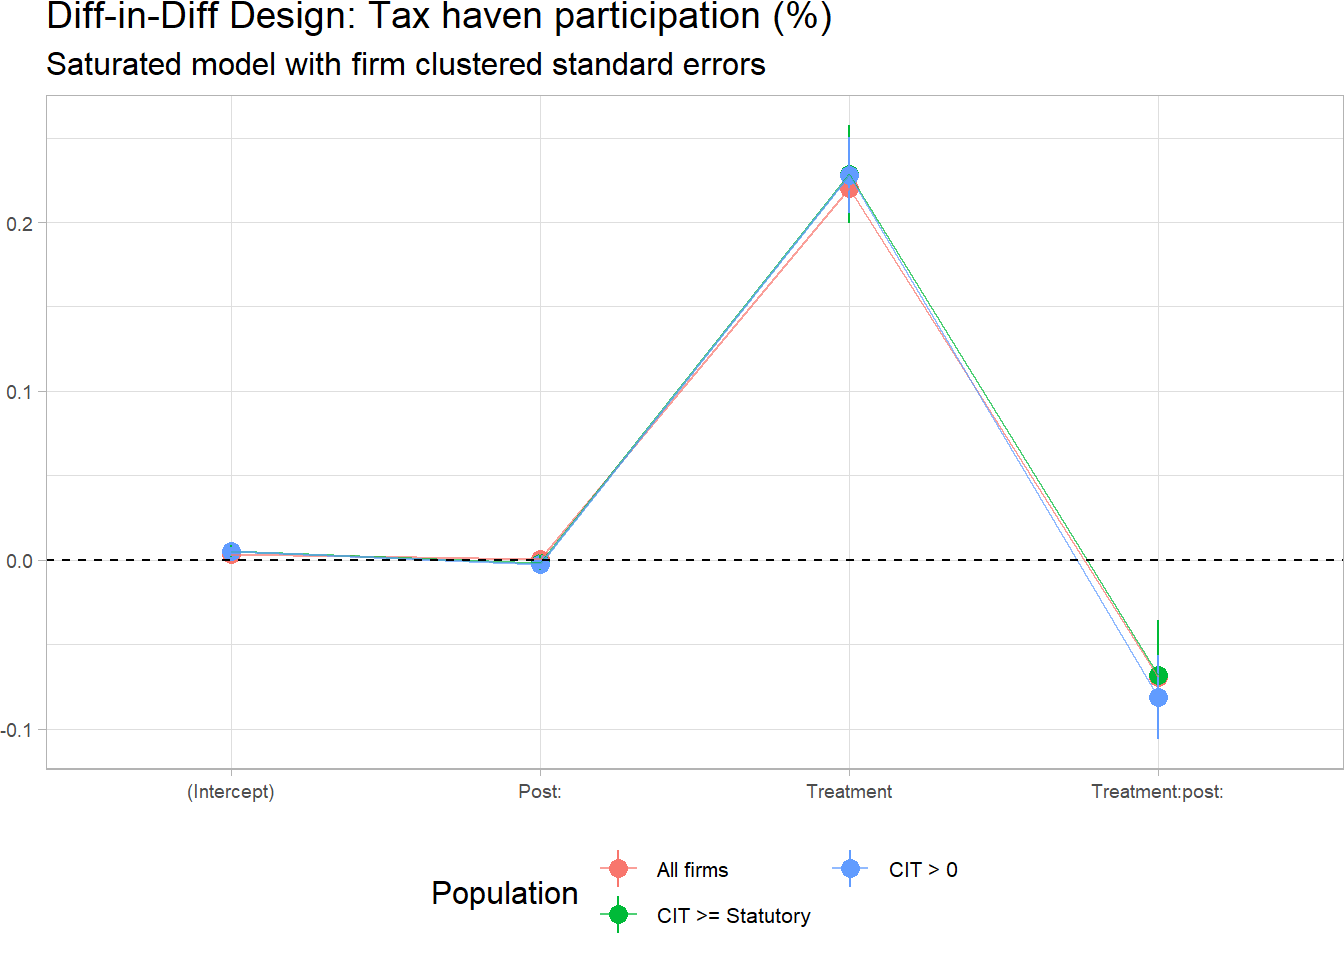 Diff-in-Diff Design: Tax haven participation (%)
Saturated model with firm clustered standard errors
0.2
0.1
0.0
-0.1
(Intercept)
Post:
Treatment
Treatment:post:
Population
All firms
CIT > 0
CIT >= Statutory